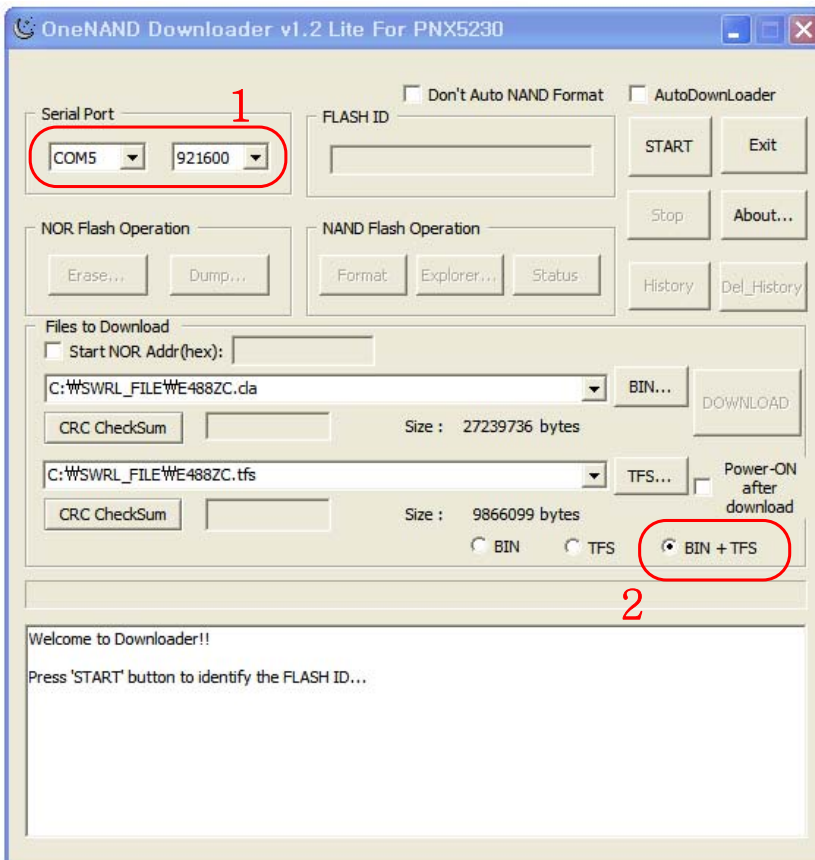 OneNAND Downloader v1.2 Lite For PNX5230
Don't Auto NAND Format
AutoDownLoader
1
Serial Port
COM5
921600
FLASH ID
START
Exit
Stop
About...
NOR Flash Operation
Erase...
Dump...
NAND Flash Operation
Format
Explorer...
Status
History
Del_History
Files to Download
Start NOR Addr(hex):
C:₩SWRL_FILE₩E488ZC.cla
BIN...
DOWNLOAD
CRC CheckSum
Size : 27239736 bytes
C:₩SWRL_FILE₩E488ZC.tfs
TFS...
Power-ON
after
download
CRC CheckSum
Size : 9866099 bytes
BIN
TFS
BIN + TFS
2
Welcome to Downloader!!
Press 'START' button to identify the FLASH ID...